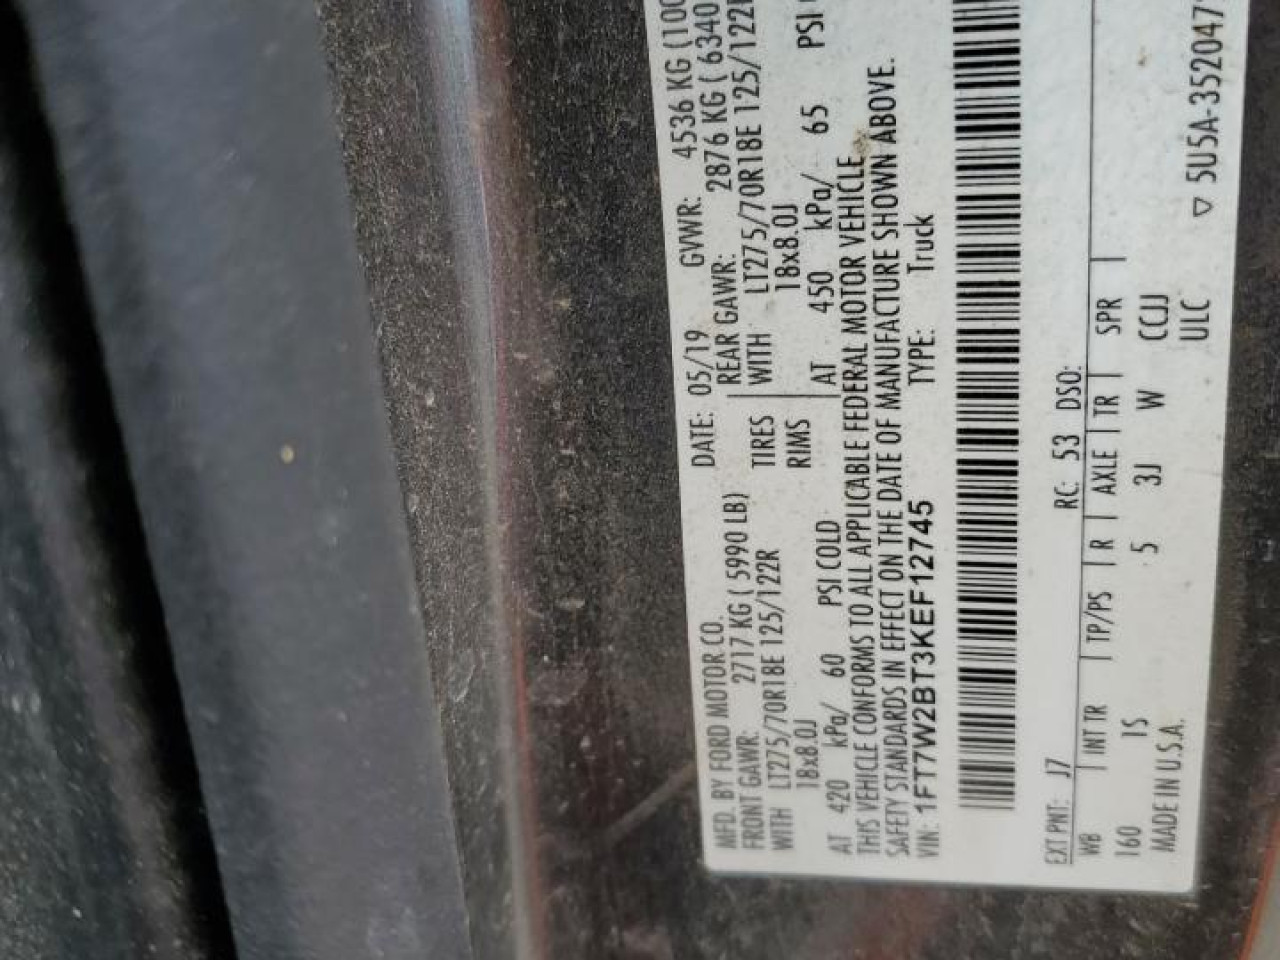 MFD. BY FORD MOTOR CO. DATE: 05/19 GVWR: 4536 KG (100
FRONT GAWR: 2717 KG ( 5990 LB) REAR GAWR: 2876 KG ( 6340
WITH LT275/70R18E 125/122R TIRES WITH LT275/70R18E 125/122
18x8.0J RIMS 18x8.0J
AT 420 kPa/ 60 PSI COLD AT 450 kPa/ 65 PSI
THIS VEHICLE CONFORMS TO ALL APPLICABLE FEDERAL MOTOR VEHICLE
SAFETY STANDARDS IN EFFECT ON THE DATE OF MANUFACTURE SHOWN ABOVE.
VIN: 1FT7W2BT3KEF12745 TYPE: Truck
EXT PNT: J7 RC: 53 DSO:
WB | INT TR | TP/PS | R | AXLE | TR | SPR |
160 1S 5 3J W CCJJ
MADE IN U.S.A. ULC ▽ 5U5A-3520472